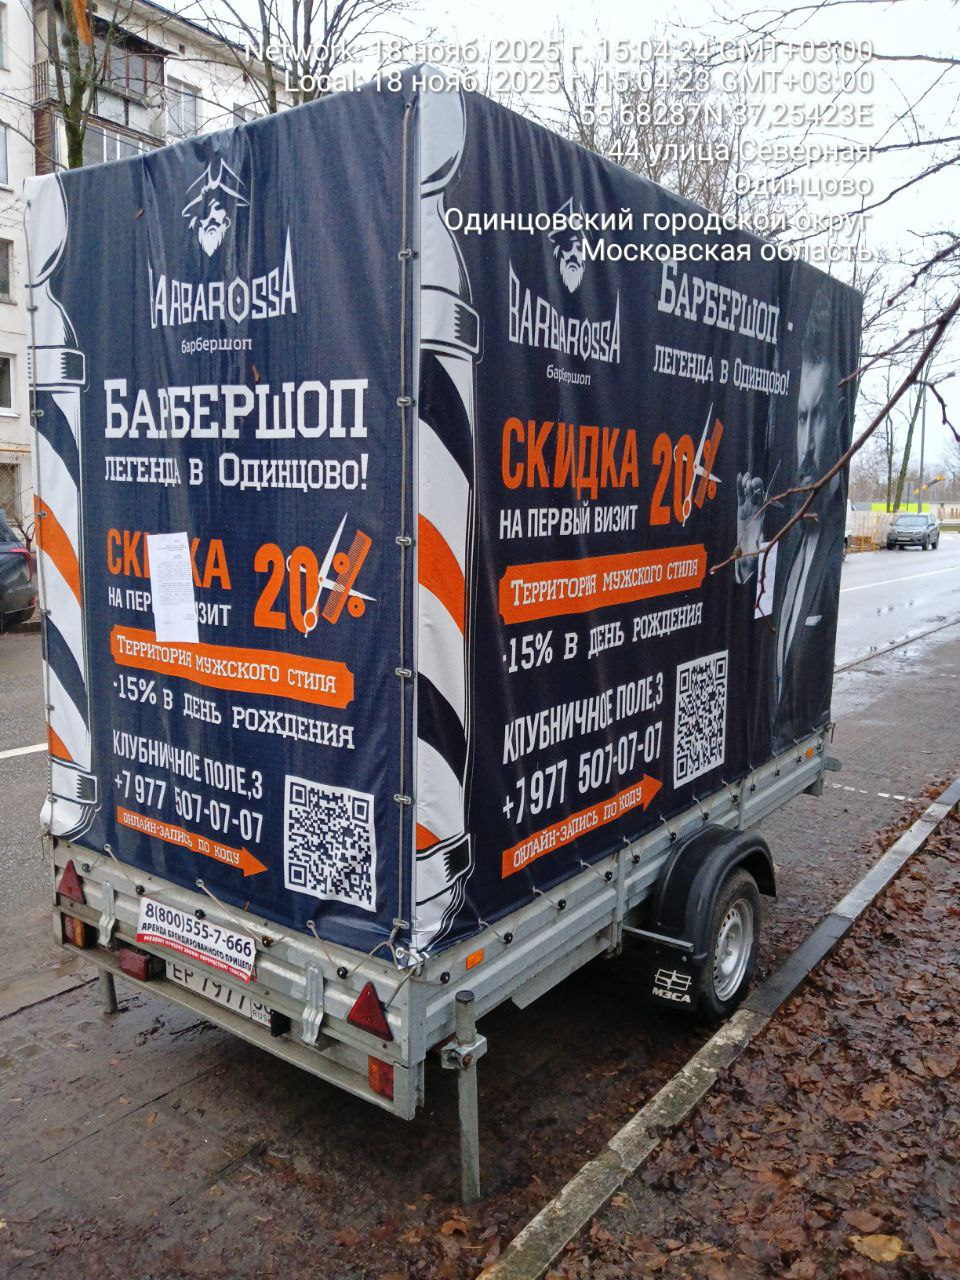 Network: 18 нояб. 2025 г. 15:04:24 GMT+03:00
Local: 18 нояб. 2025 г. 15:04:23 GMT+03:00
55,68287N 37,25423E
44 улица Северная
Одинцово
Одинцовский городской округ
Московская область
BARBAROSSA
барбершоп
БАРБЕРШОП
ЛЕГЕНДА В ОДИНЦОВО!
20%
НА ВИЗИТ
ТЕРРИТОРИЯ МУЖСКОГО СТИЛЯ
-15% В ДЕНЬ РОЖДЕНИЯ
КЛУБНИЧНОЕ ПОЛЕ,3
+7 977 507-07-07
ОНЛАЙН-ЗАПИСЬ ПО КОДУ
8(800)555-7-666
АРЕНДА БРЕНДИРОВАННОГО ПРИЦЕПА
RUS
BARBAROSSA
барбершоп
БАРБЕРШОП -
ЛЕГЕНДА В ОДИНЦОВО!
СКИДКА 20%
НА ПЕРВЫЙ ВИЗИТ
ТЕРРИТОРИЯ МУЖСКОГО СТИЛЯ
-15% В ДЕНЬ РОЖДЕНИЯ
КЛУБНИЧНОЕ ПОЛЕ,3
+7 977 507-07-07
ОНЛАЙН-ЗАПИСЬ ПО КОДУ
МЗСА